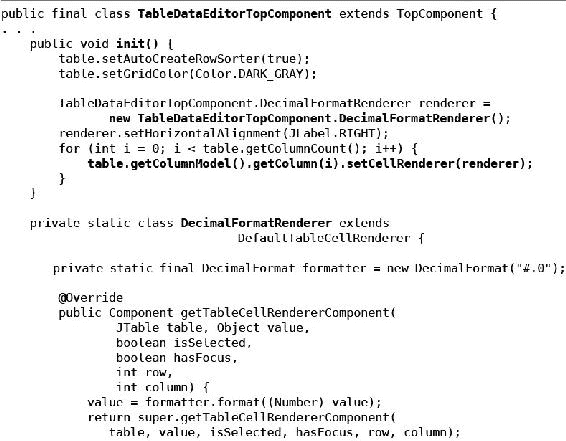 public final class TableDataEditorTopComponent extends TopComponent {
. . .
    public void init() {
        table.setAutoCreateRowSorter(true);
        table.setGridColor(Color.DARK_GRAY);

        TableDataEditorTopComponent.DecimalFormatRenderer renderer =
                new TableDataEditorTopComponent.DecimalFormatRenderer();
        renderer.setHorizontalAlignment(JLabel.RIGHT);
        for (int i = 0; i < table.getColumnCount(); i++) {
            table.getColumnModel().getColumn(i).setCellRenderer(renderer);
        }
    }

    private static class DecimalFormatRenderer extends
                                DefaultTableCellRenderer {

        private static final DecimalFormat formatter = new DecimalFormat("#.0");

        @Override
        public Component getTableCellRendererComponent(
                JTable table, Object value,
                boolean isSelected,
                boolean hasFocus,
                int row,
                int column) {
            value = formatter.format((Number) value);
            return super.getTableCellRendererComponent(
                table, value, isSelected, hasFocus, row, column);